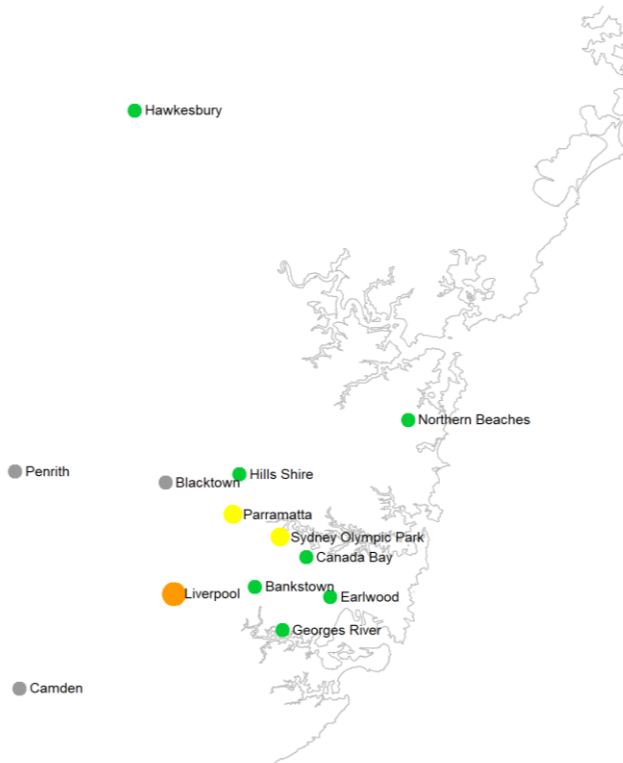 Hawkesbury
Northern Beaches
Penrith
Blacktown
Hills Shire
Parramatta
Sydney Olympic Park
Canada Bay
Liverpool
Bankstown
Earlwood
Georges River
Camden